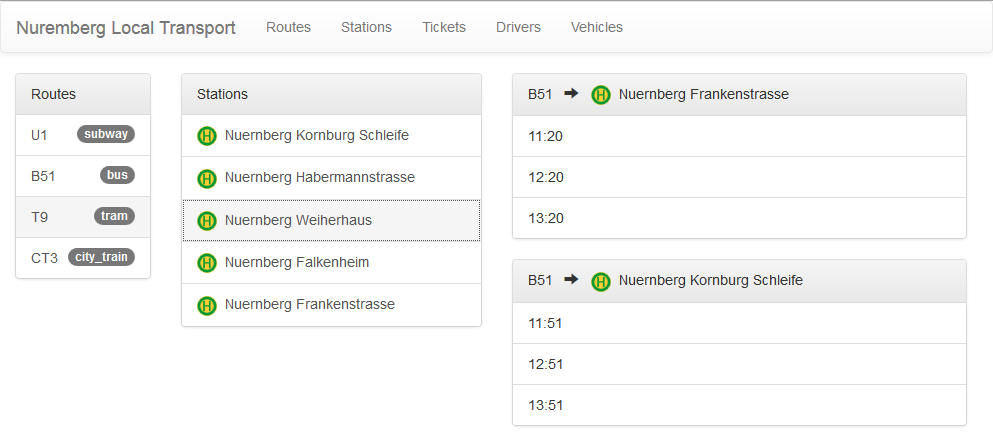 Nuremberg Local Transport Routes Stations Tickets Drivers Vehicles
Routes
U1 subway
B51 bus
T9 tram
CT3 city_train
Stations
H Nuernberg Kornburg Schleife
H Nuernberg Habermannstrasse
H Nuernberg Weiherhaus
H Nuernberg Falkenheim
H Nuernberg Frankenstrasse
B51 ➡ H Nuernberg Frankenstrasse
11:20
12:20
13:20
B51 ➡ H Nuernberg Kornburg Schleife
11:51
12:51
13:51